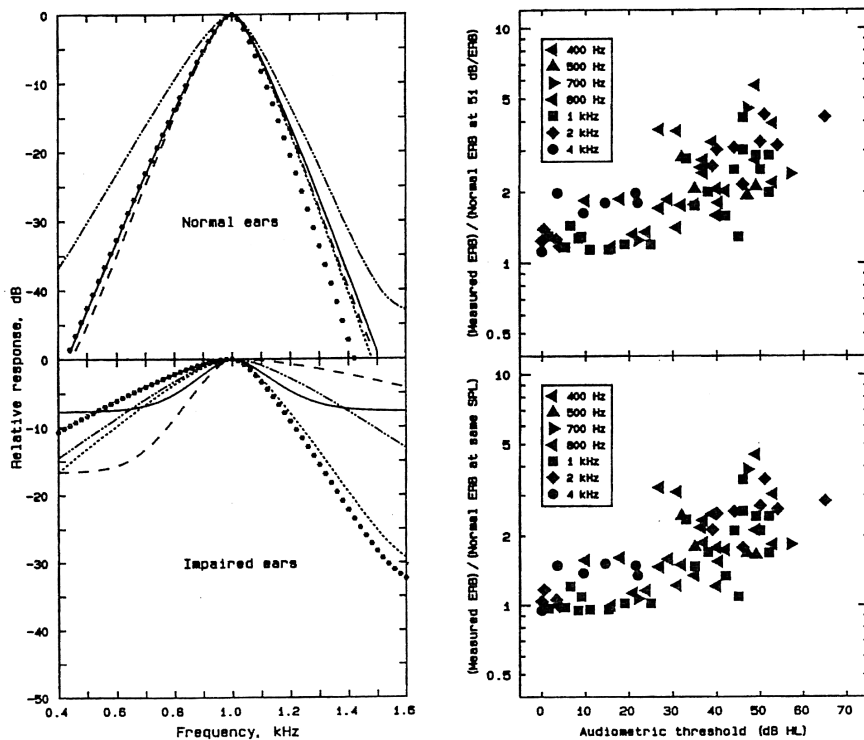 Relative response, dB
0
-10
-20
-30
-40
Normal ears
0
-10
-20
-30
-40
-50
Impaired ears
0.4
0.6
0.8
1.0
1.2
1.4
1.6
Frequency, kHz
(Measured ERB)/(Normal ERB at 51 dB/ERB)
10
5
2
1
0.5
400 Hz
500 Hz
700 Hz
800 Hz
1 kHz
2 kHz
4 kHz
(Measured ERB)/(Normal ERB at same SPL)
10
5
2
1
0.5
400 Hz
500 Hz
700 Hz
800 Hz
1 kHz
2 kHz
4 kHz
0
10
20
30
40
50
60
70
Audiometric threshold (dB HL)